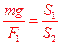 mg/F₁ = S₁/S₂